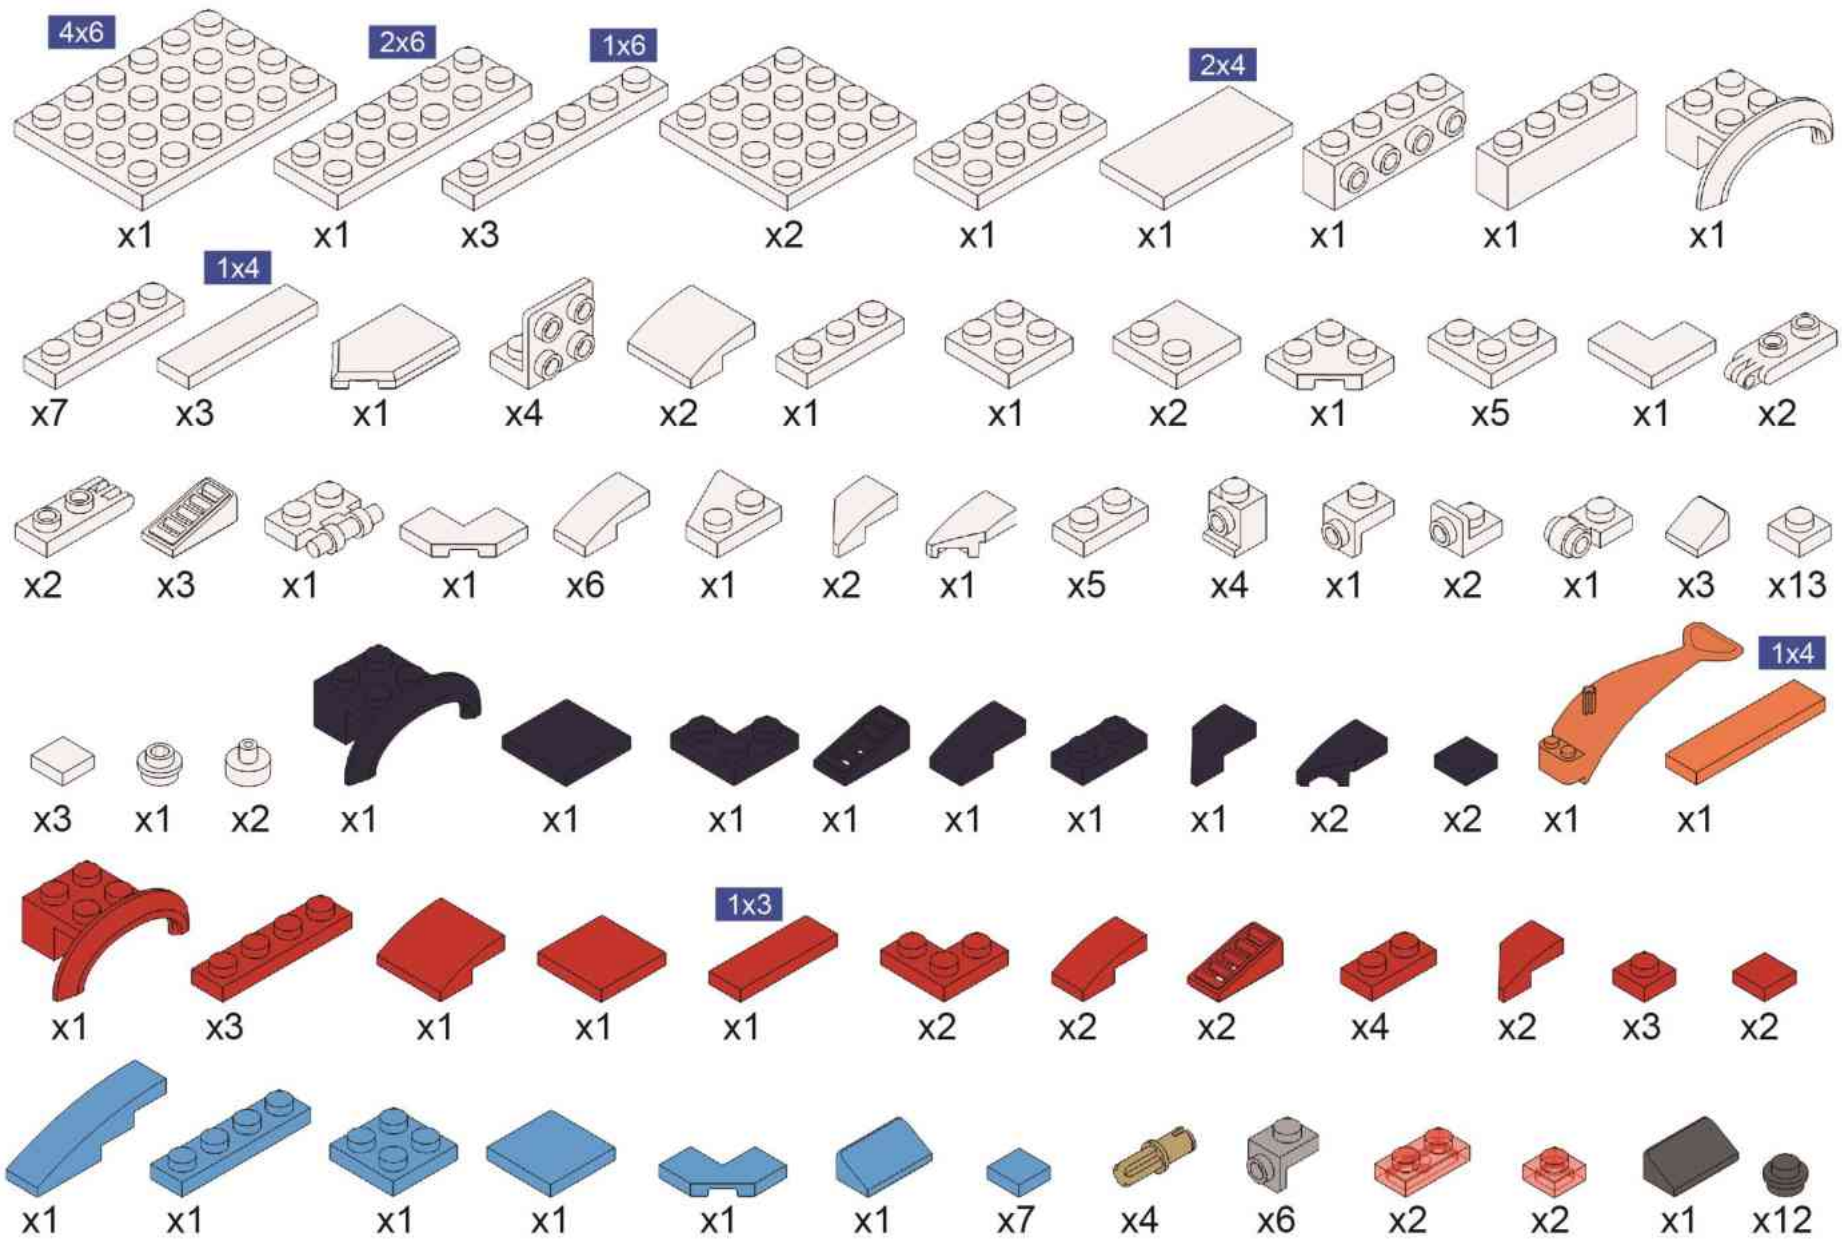 4x6 2x6 1x6 2x4
x1 x1 x3 x2 x1 x1 x1 x1 x1
1x4
x7 x3 x1 x4 x2 x1 x1 x2 x1 x5 x1 x2
x2 x3 x1 x1 x6 x1 x2 x1 x5 x4 x1 x2 x1 x3 x13
1x4
x3 x1 x2 x1 x1 x1 x1 x1 x1 x1 x2 x2 x1 x1
1x3
x1 x3 x1 x1 x1 x2 x2 x2 x4 x2 x3 x2
x1 x1 x1 x1 x1 x1 x7 x4 x6 x2 x2 x1 x12